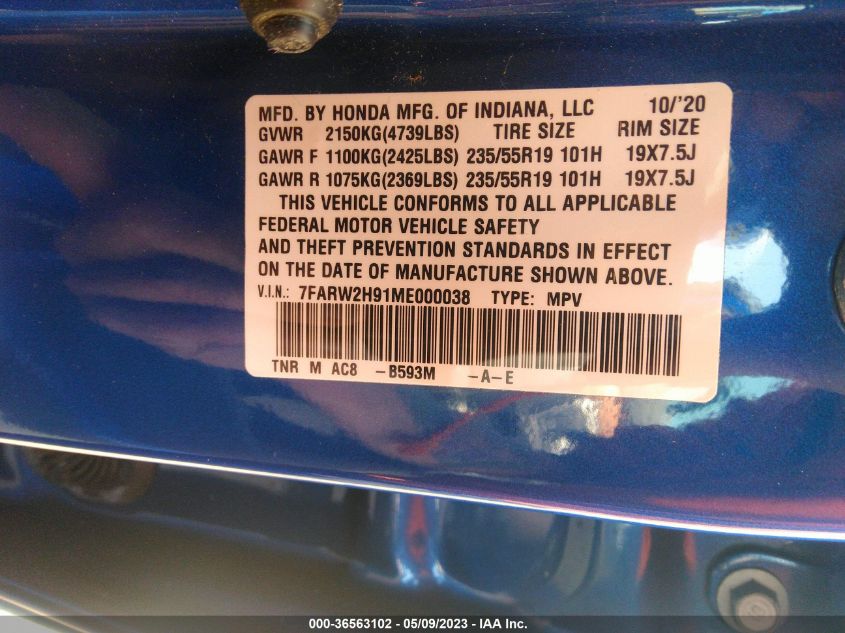 MFD. BY HONDA MFG. OF INDIANA, LLC 10/'20
GVWR 2150KG(4739LBS) TIRE SIZE RIM SIZE
GAWR F 1100KG(2425LBS) 235/55R19 101H 19X7.5J
GAWR R 1075KG(2369LBS) 235/55R19 101H 19X7.5J
THIS VEHICLE CONFORMS TO ALL APPLICABLE
FEDERAL MOTOR VEHICLE SAFETY
AND THEFT PREVENTION STANDARDS IN EFFECT
ON THE DATE OF MANUFACTURE SHOWN ABOVE.
V.I.N.: 7FARW2H91ME000038 TYPE: MPV
TNR M AC8 -B593M -A-E
000-36563102 - 05/09/2023 - IAA Inc.